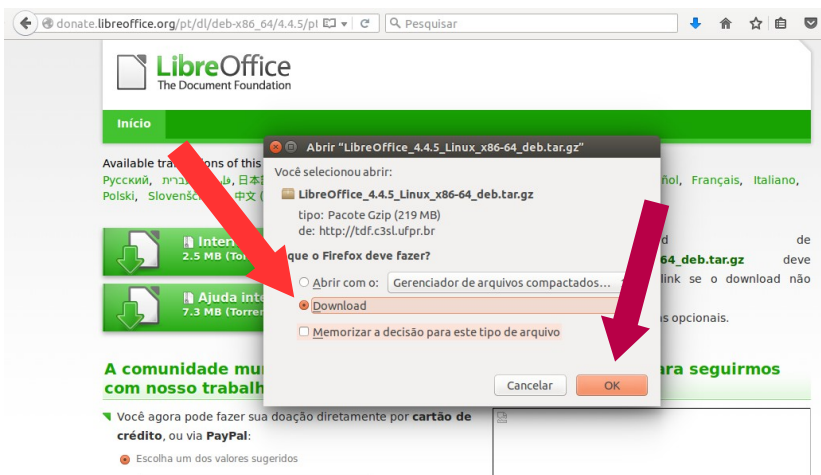 donate.libreoffice.org/pt/dl/deb-x86_64/4.4.5/pt
Pesquisar
LibreOffice
The Document Foundation
Início
Abrir “LibreOffice_4.4.5_Linux_x86-64_deb.tar.gz”
Available of this
Você selecionou abrir:
Русский, 日本 ñol, Français, Italiano,
LibreOffice_4.4.5_Linux_x86-64_deb.tar.gz
Polski, 中文 (
tipo: Pacote Gzip (219 MB)
de: http://tdf.c3sl.ufpr.br
d de
Inter
2.5 MB (To
que o Firefox deve fazer?
64_deb.tar.gz deve
Abrir com o: Gerenciador de arquivos compactados...
link se o download não
Ajuda inte
7.3 MB (Torren
Download
as opcionais.
Memorizar a decisão para este tipo de arquivo
A comunidade mu ara seguirmos
com nosso trabalh
Cancelar OK
Você agora pode fazer sua doação diretamente por cartão de
crédito, ou via PayPal:
Escolha um dos valores sugeridos